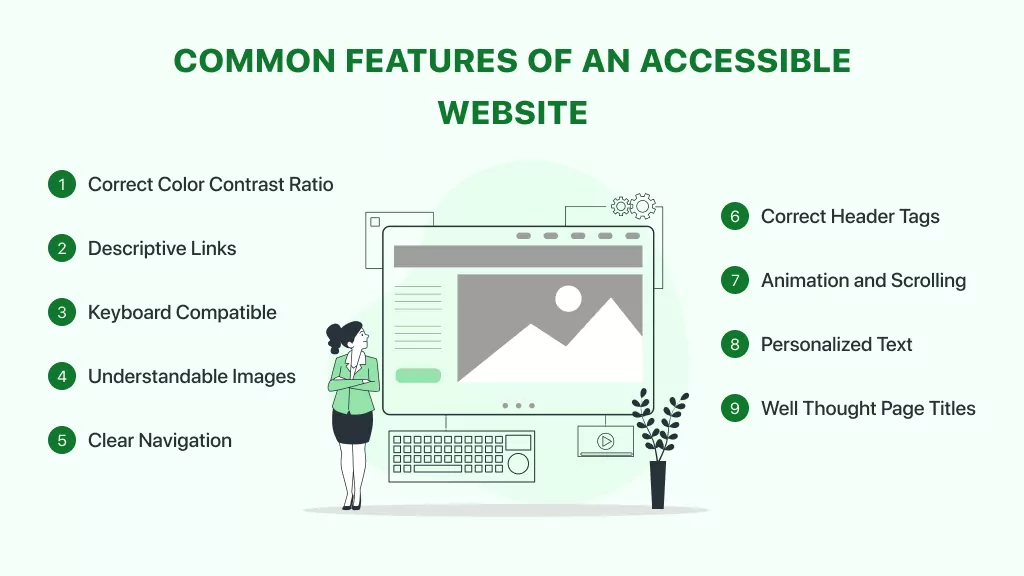 COMMON FEATURES OF AN ACCESSIBLE
WEBSITE
1 Correct Color Contrast Ratio
2 Descriptive Links
3 Keyboard Compatible
4 Understandable Images
5 Clear Navigation
6 Correct Header Tags
7 Animation and Scrolling
8 Personalized Text
9 Well Thought Page Titles